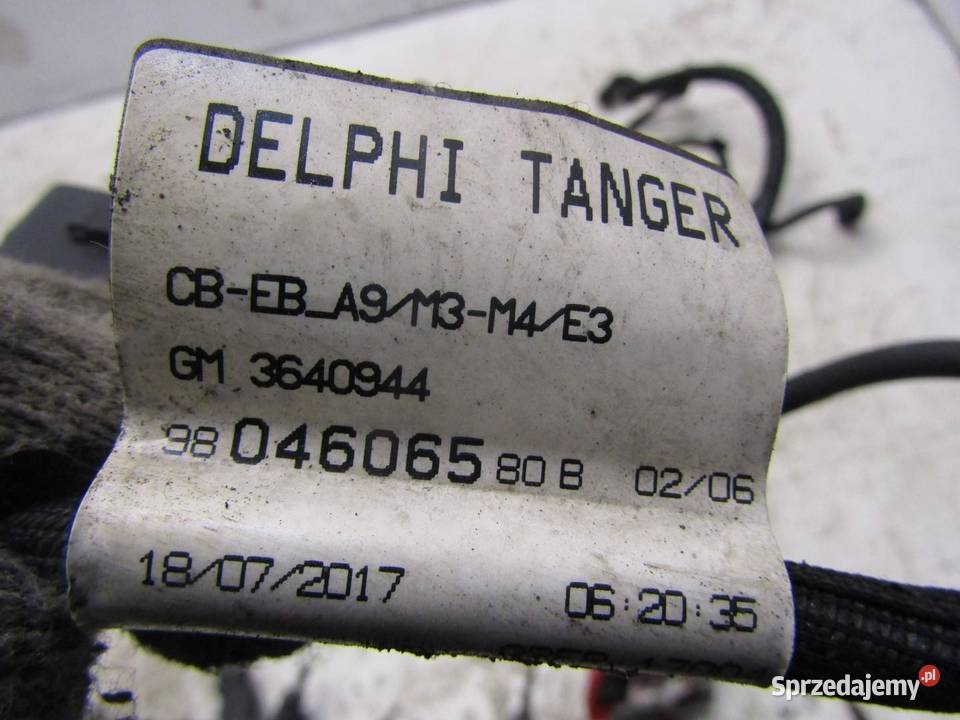 DELPHI TANGER
CB-EB_A9/M3-M4/E3
GM 3640944
98 046065 80 B 02/06
18/07/2017 06:20:35
Sprzedajemy.pl